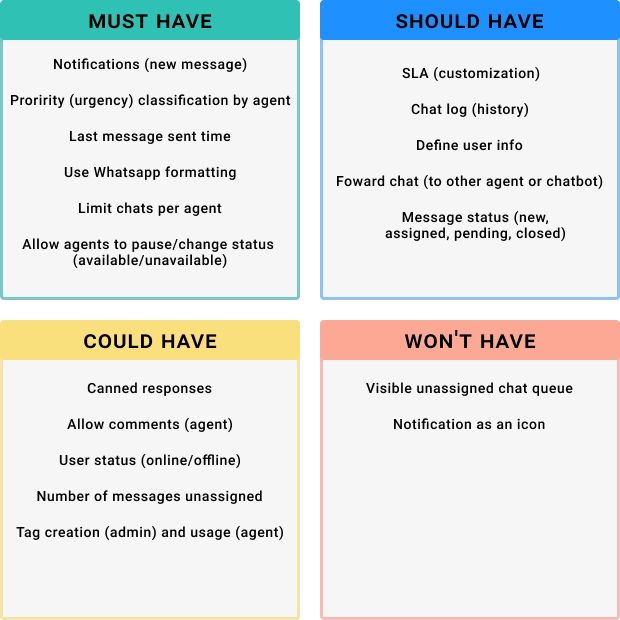 MUST HAVE
Notifications (new message)
Proririty (urgency) classification by agent
Last message sent time
Use Whatsapp formatting
Limit chats per agent
Allow agents to pause/change status
(available/unavailable)
SHOULD HAVE
SLA (customization)
Chat log (history)
Define user info
Foward chat (to other agent or chatbot)
Message status (new,
assigned, pending, closed)
COULD HAVE
Canned responses
Allow comments (agent)
User status (online/offline)
Number of messages unassigned
Tag creation (admin) and usage (agent)
WON'T HAVE
Visible unassigned chat queue
Notification as an icon